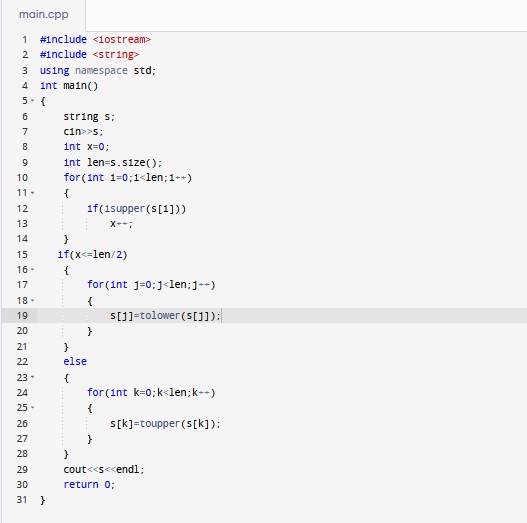 main.cpp
1 #include <iostream>
2 #include <string>
3 using namespace std;
4 int main()
5 {
6 string s;
7 cin>>s;
8 int x=0;
9 int len=s.size();
10 for(int i=0;i<len;i++)
11 {
12 if(isupper(s[i]))
13 x++;
14 }
15 if(x<=len/2)
16 {
17 for(int j=0;j<len;j++)
18 {
19 s[j]=tolower(s[j]);
20 }
21 }
22 else
23 {
24 for(int k=0;k<len;k++)
25 {
26 s[k]=toupper(s[k]);
27 }
28 }
29 cout<<s<<endl;
30 return 0;
31 }